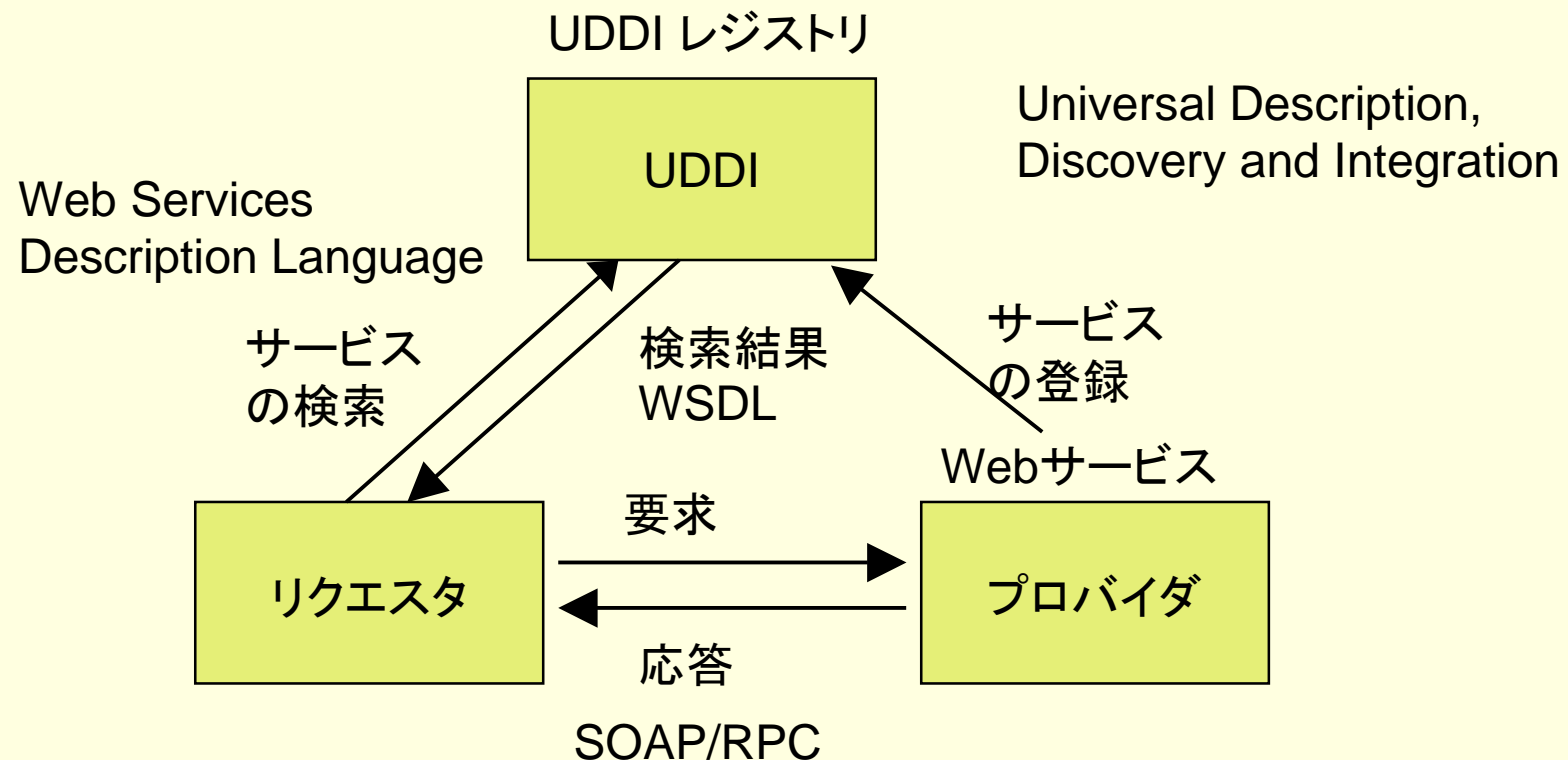 UDDI レジストリ
UDDI
Universal Description,
Discovery and Integration
Web Services
Description Language
サービス
の検索
検索結果
WSDL
サービス
の登録
Webサービス
リクエスタ
要求
応答
SOAP/RPC
プロバイダ